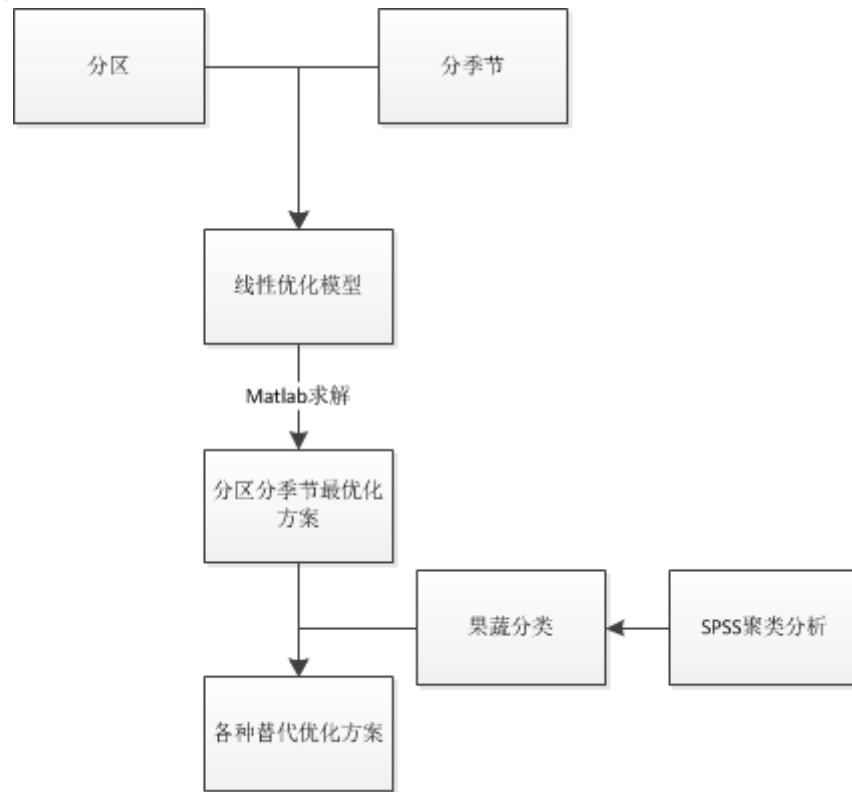 分区
分季节
线性优化模型
Matlab求解
分区分季节最优化
方案
果蔬分类
SPSS聚类分析
各种替代优化方案